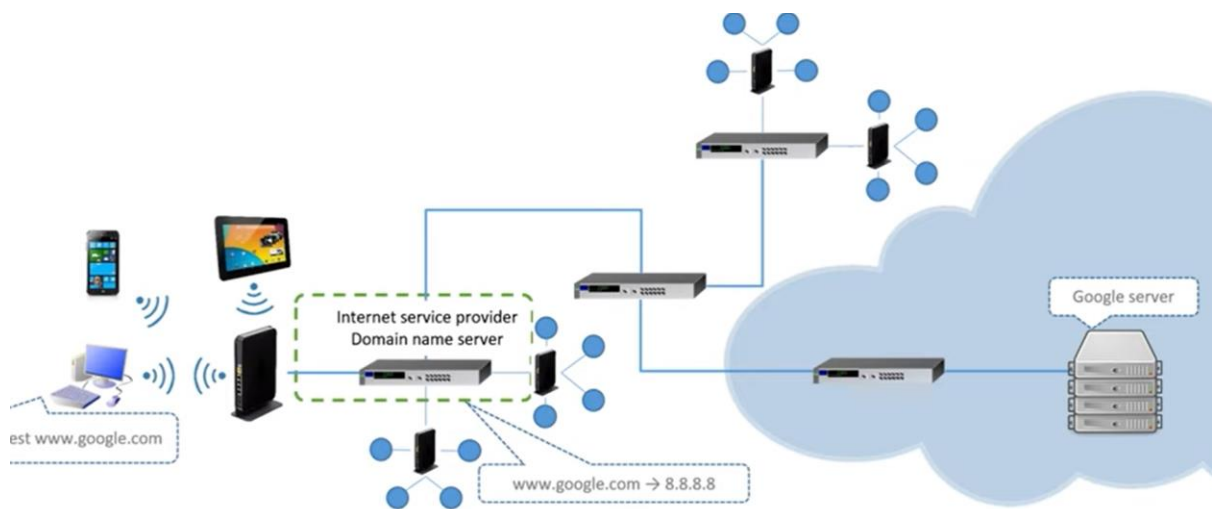 Google server
Internet service provider
Domain name server
est www.google.com
www.google.com → 8.8.8.8